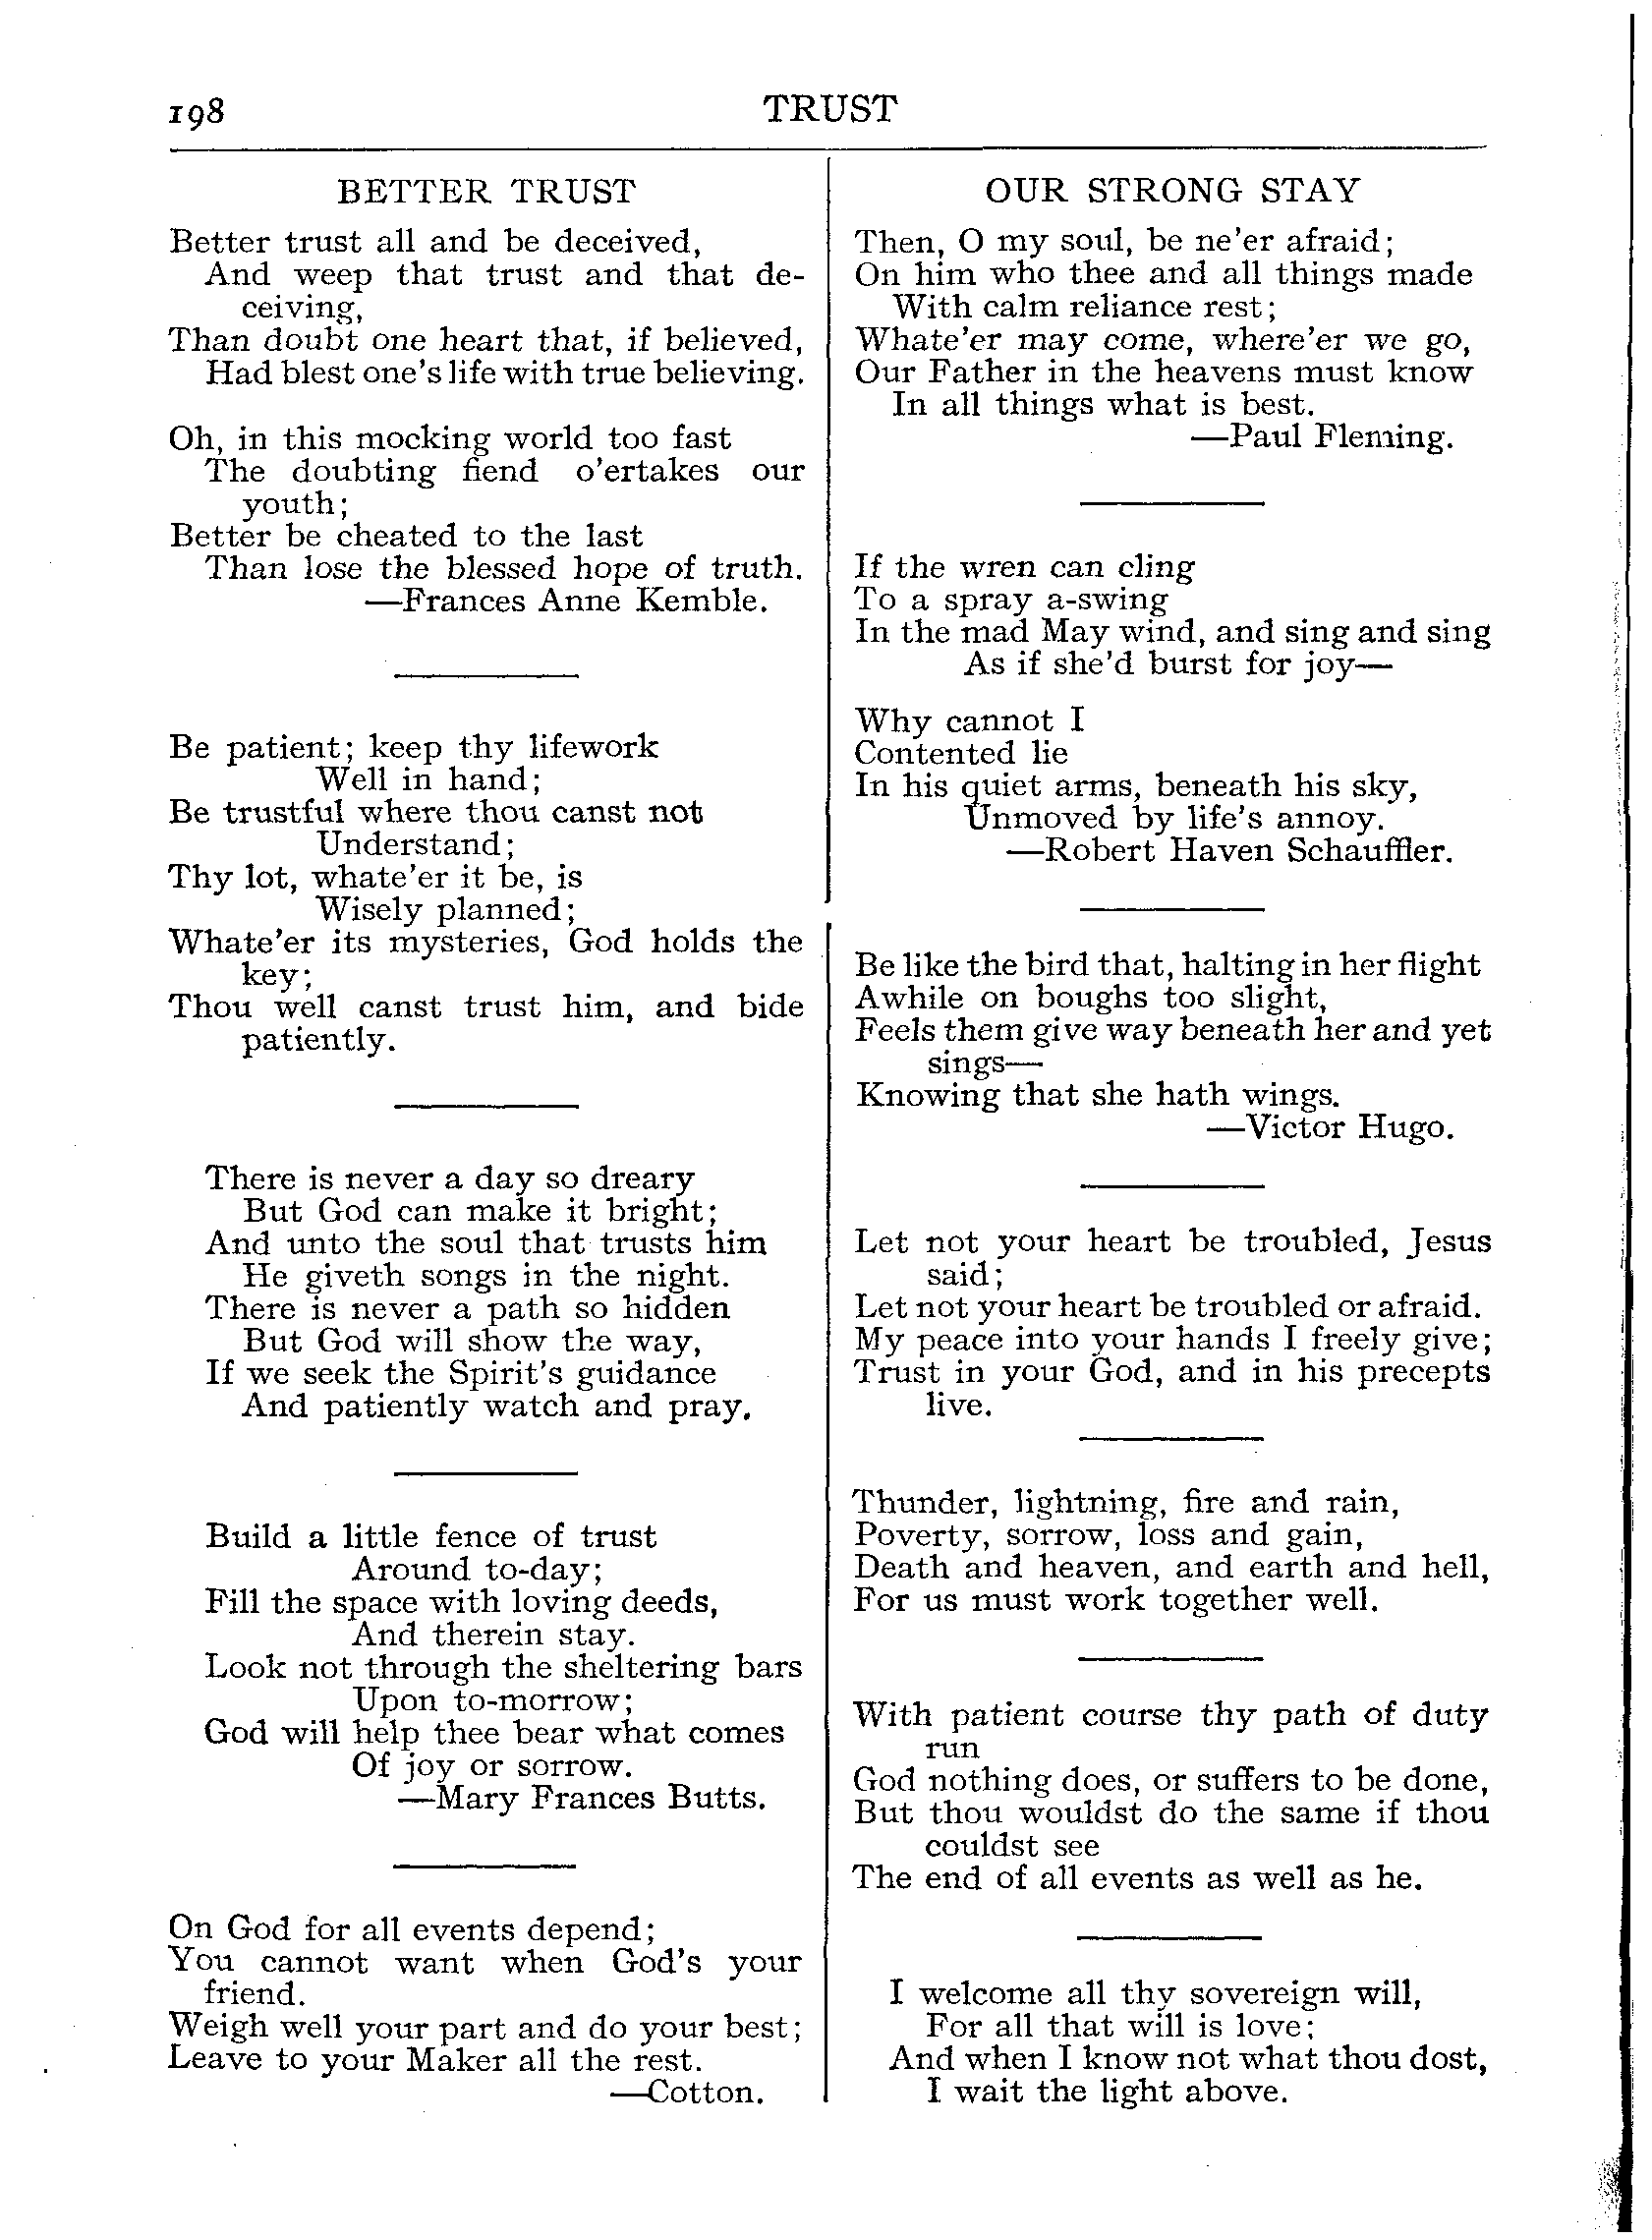 198
TRUST
BETTER TRUST
Better trust all and be deceived,
And weep that trust and that de-
ceiving,
Than doubt one heart that, if believed,
Had blest one's life with true believing.
Oh, in this mocking world too fast
The doubting fiend o'ertakes our
youth;
Better be cheated to the last
Than lose the blessed hope of truth.
—Frances Anne Kemble.
Be patient; keep thy lifework
Well in hand;
Be trustful where thou canst not
Understand;
Thy lot, whate'er it be, is
Wisely planned;
Whate'er its mysteries, God holds the
key;
Thou well canst trust him, and bide
patiently.
There is never a day so dreary
But God can make it bright;
And unto the soul that trusts him
He giveth songs in the night.
There is never a path so hidden
But God will show the way,
If we seek the Spirit's guidance
And patiently watch and pray.
Build a little fence of trust
Around to-day;
Fill the space with loving deeds,
And therein stay.
Look not through the sheltering bars
Upon to-morrow;
God will help thee bear what comes
Of joy or sorrow.
—Mary Frances Butts.
On God for all events depend;
You cannot want when God's your
friend.
Weigh well your part and do your best;
Leave to your Maker all the rest.
—Cotton.
OUR STRONG STAY
Then, O my soul, be ne'er afraid;
On him who thee and all things made
With calm reliance rest;
Whate'er may come, where'er we go,
Our Father in the heavens must know
In all things what is best.
—Paul Fleming.
If the wren can cling
To a spray a-swing
In the mad May wind, and sing and sing
As if she'd burst for joy—
Why cannot I
Contented lie
In his quiet arms, beneath his sky,
Unmoved by life's annoy.
—Robert Haven Schauffler.
Be like the bird that, halting in her flight
Awhile on boughs too slight,
Feels them give way beneath her and yet
sings—
Knowing that she hath wings.
—Victor Hugo.
Let not your heart be troubled, Jesus
said;
Let not your heart be troubled or afraid.
My peace into your hands I freely give;
Trust in your God, and in his precepts
live.
Thunder, lightning, fire and rain,
Poverty, sorrow, loss and gain,
Death and heaven, and earth and hell,
For us must work together well.
With patient course thy path of duty
run
God nothing does, or suffers to be done,
But thou wouldst do the same if thou
couldst see
The end of all events as well as he.
I welcome all thy sovereign will,
For all that will is love;
And when I know not what thou dost,
I wait the light above.